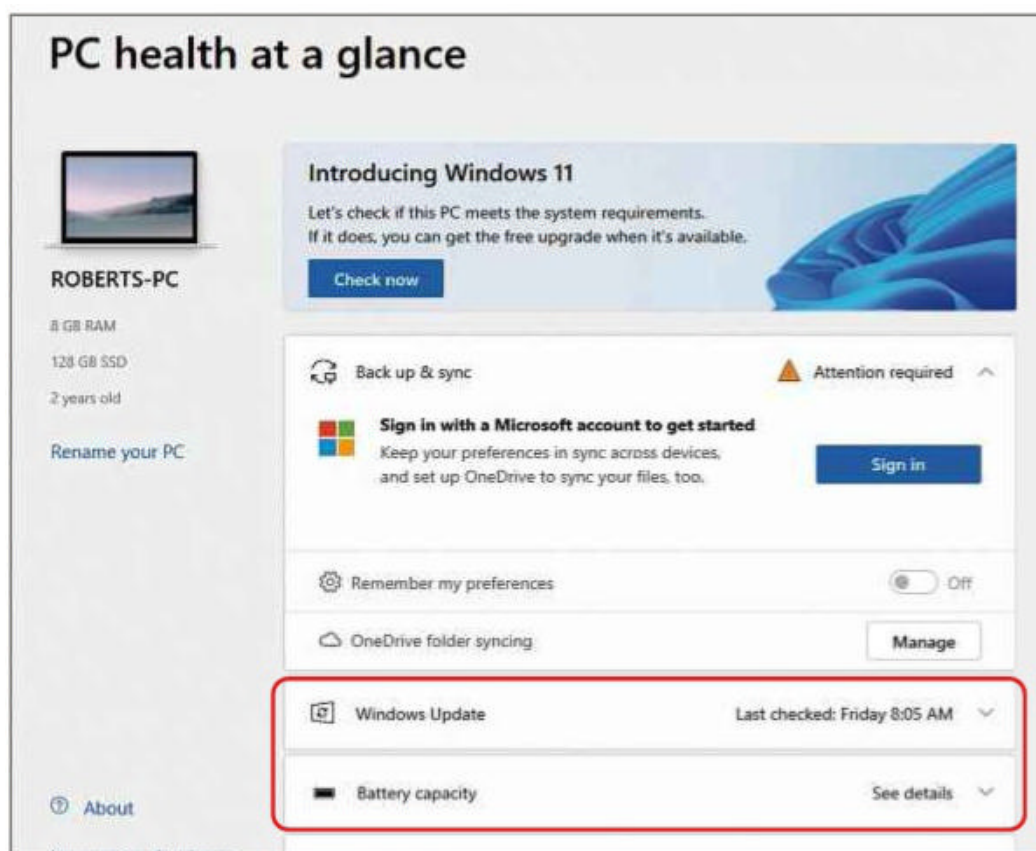 PC health at a glance
ROBERTS-PC
8 GB RAM
128 GB SSD
2 years old
Rename your PC
About
Introducing Windows 11
Let's check if this PC meets the system requirements.
If it does, you can get the free upgrade when it's available.
Check now
Back up & sync
Attention required
Sign in with a Microsoft account to get started
Keep your preferences in sync across devices,
and set up OneDrive to sync your files, too.
Sign in
Remember my preferences
Off
OneDrive folder syncing
Manage
Windows Update
Last checked: Friday 8:05 AM
Battery capacity
See details